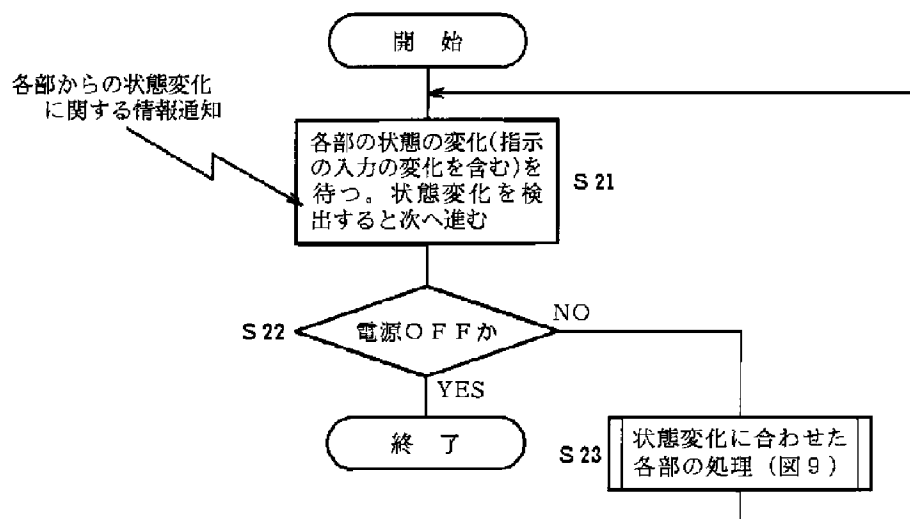 開 始
各部からの状態変化
に関する情報通知
各部の状態の変化(指示
の入力の変化を含む)を
待つ。状態変化を検
出すると次へ進む
S 21
S 22
電源ＯＦＦか
NO
YES
終 了
S 23
状態変化に合わせた
各部の処理（図９）